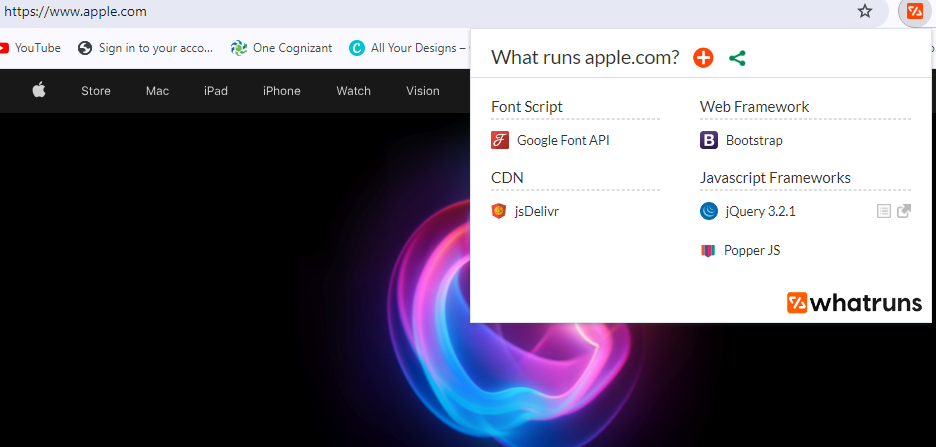 https://www.apple.com
YouTube Sign in to your acco... One Cognizant All Your Designs –
What runs apple.com?
Store Mac iPad iPhone Watch Vision
Font Script
Google Font API
CDN
jsDelivr
Web Framework
Bootstrap
Javascript Frameworks
jQuery 3.2.1
Popper JS
whatruns